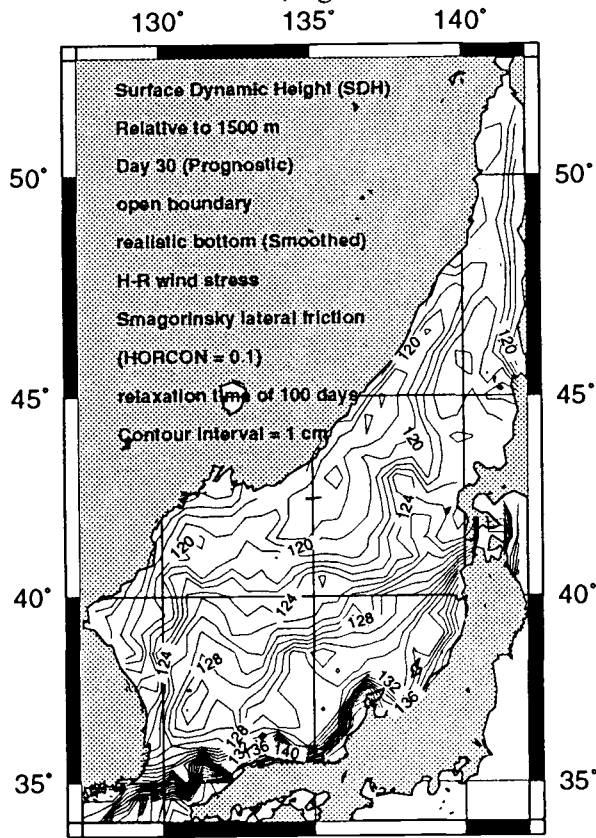 130° 135° 140°
Surface Dynamic Height (SDH)
Relative to 1500 m
Day 30 (Prognostic)
50° 50°
open boundary
realistic bottom (Smoothed)
H-R wind stress
Smagorinsky lateral friction
120 120
(HORCON = 0.1)
relaxation time of 100 days
45° 45°
Contour Interval = 1 cm
120
124
120 120
40° 124 40°
128
124 128
132
136
128
136 140
35° 35°